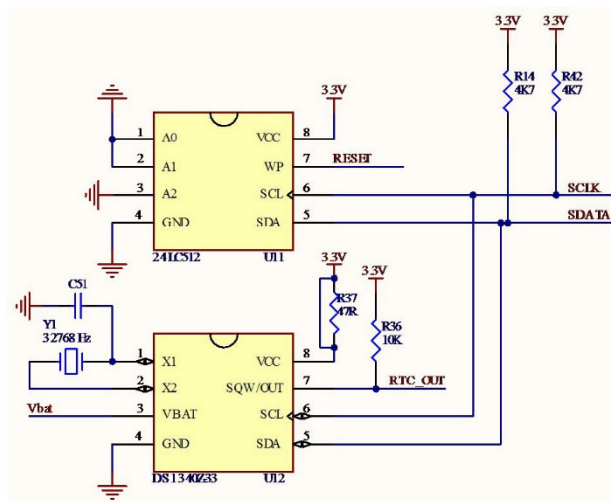 3.3V 3.3V
R14
4K7
R42
4K7
3.3V
1 A0 VCC 8
2 A1 WP 7 RESET
3 A2 SCL 6 SCLK
4 GND SDA 5 SDATA
24LC512 U11
C51
Y1
32768 Hz
3.3V 3.3V
R37
47R
R36
10K
1 X1 VCC 8
2 X2 SQW/OUT 7 RTC_OUT
Vbat 3 VBAT SCL 6
4 GND SDA 5
DS1340Z-33 U12